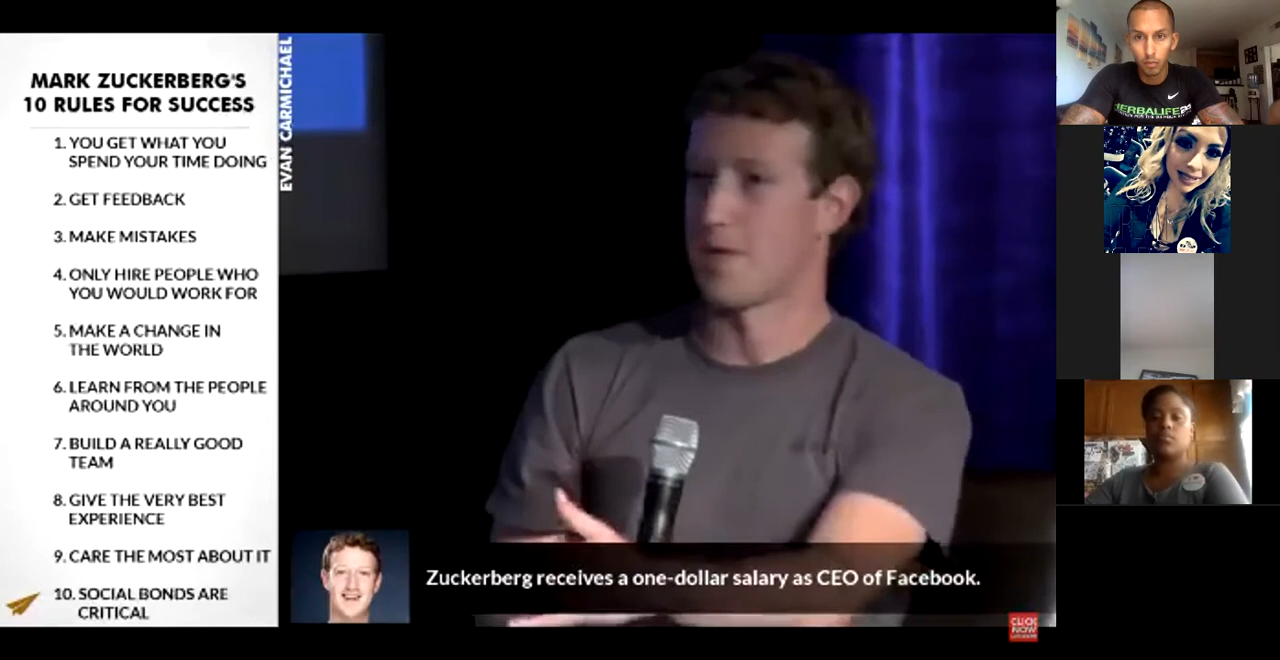 MARK ZUCKERBERG'S
10 RULES FOR SUCCESS
1. YOU GET WHAT YOU
SPEND YOUR TIME DOING
2. GET FEEDBACK
3. MAKE MISTAKES
4. ONLY HIRE PEOPLE WHO
YOU WOULD WORK FOR
5. MAKE A CHANGE IN
THE WORLD
6. LEARN FROM THE PEOPLE
AROUND YOU
7. BUILD A REALLY GOOD
TEAM
8. GIVE THE VERY BEST
EXPERIENCE
9. CARE THE MOST ABOUT IT
10. SOCIAL BONDS ARE
CRITICAL
EVAN CARMICHAEL
Zuckerberg receives a one-dollar salary as CEO of Facebook.
CLICK
NOW
HERBALIFE